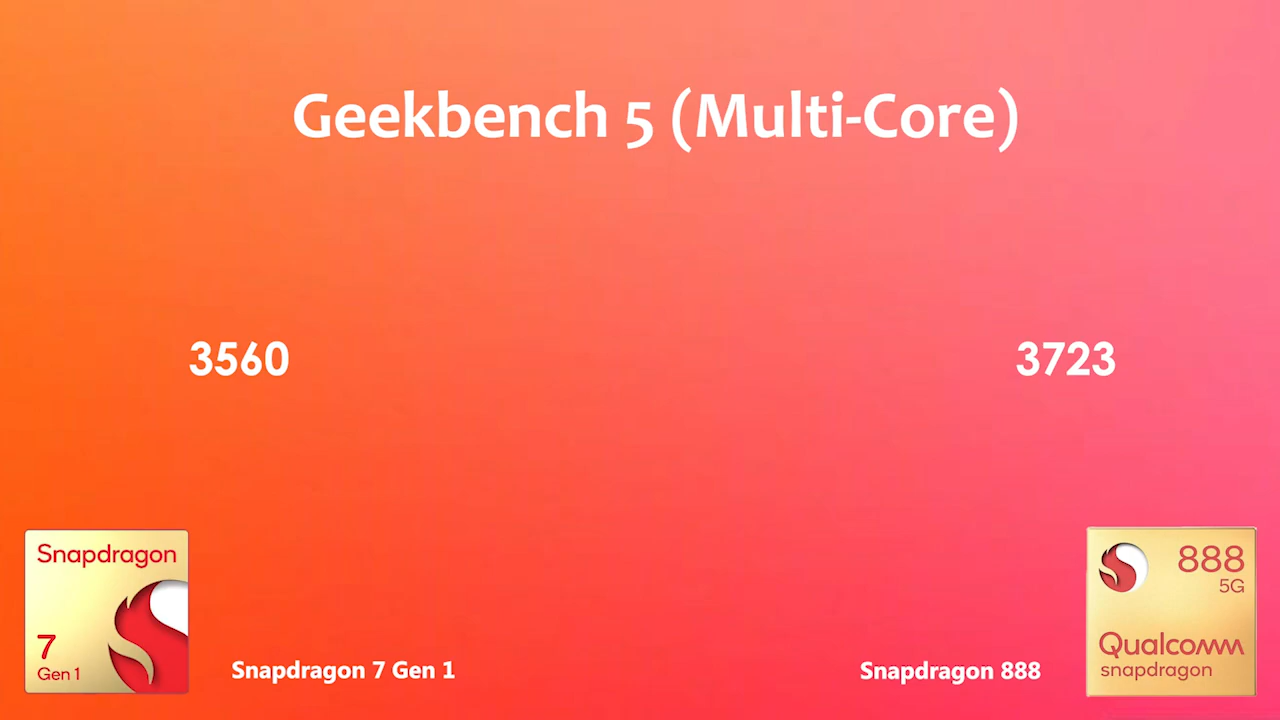 Geekbench 5 (Multi-Core)
3560
3723
Snapdragon
7
Gen 1
Snapdragon 7 Gen 1
Snapdragon 888
888
5G
Qualcomm
snapdragon